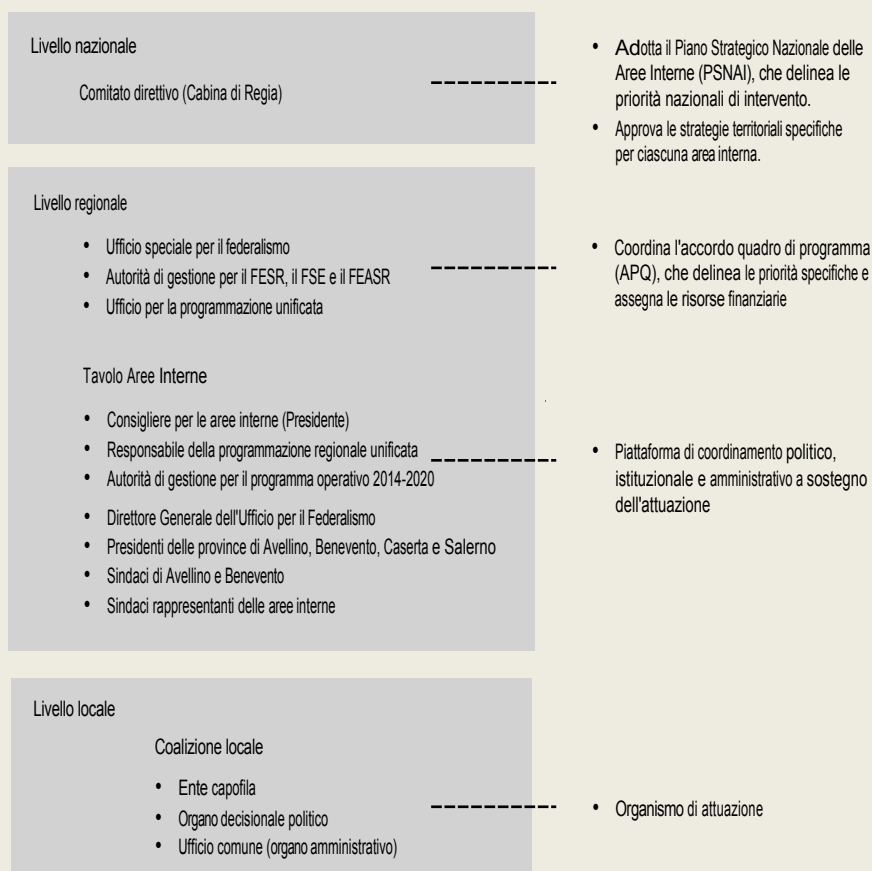 Livello nazionale
Comitato direttivo (Cabina di Regia)
• Adotta il Piano Strategico Nazionale delle
Aree Interne (PSNAI), che delinea le
priorità nazionali di intervento.
• Approva le strategie territoriali specifiche
per ciascuna area interna.
Livello regionale
• Ufficio speciale per il federalismo
• Autorità di gestione per il FESR, il FSE e il FEASR
• Ufficio per la programmazione unificata
• Coordina l'accordo quadro di programma
(APQ), che delinea le priorità specifiche e
assegna le risorse finanziarie
Tavolo Aree Interne
• Consigliere per le aree interne (Presidente)
• Responsabile della programmazione regionale unificata
• Autorità di gestione per il programma operativo 2014-2020
• Direttore Generale dell'Ufficio per il Federalismo
• Presidenti delle province di Avellino, Benevento, Caserta e Salerno
• Sindaci di Avellino e Benevento
• Sindaci rappresentanti delle aree interne
• Piattaforma di coordinamento politico,
istituzionale e amministrativo a sostegno
dell'attuazione
Livello locale
Coalizione locale
• Ente capofila
• Organo decisionale politico
• Ufficio comune (organo amministrativo)
• Organismo di attuazione